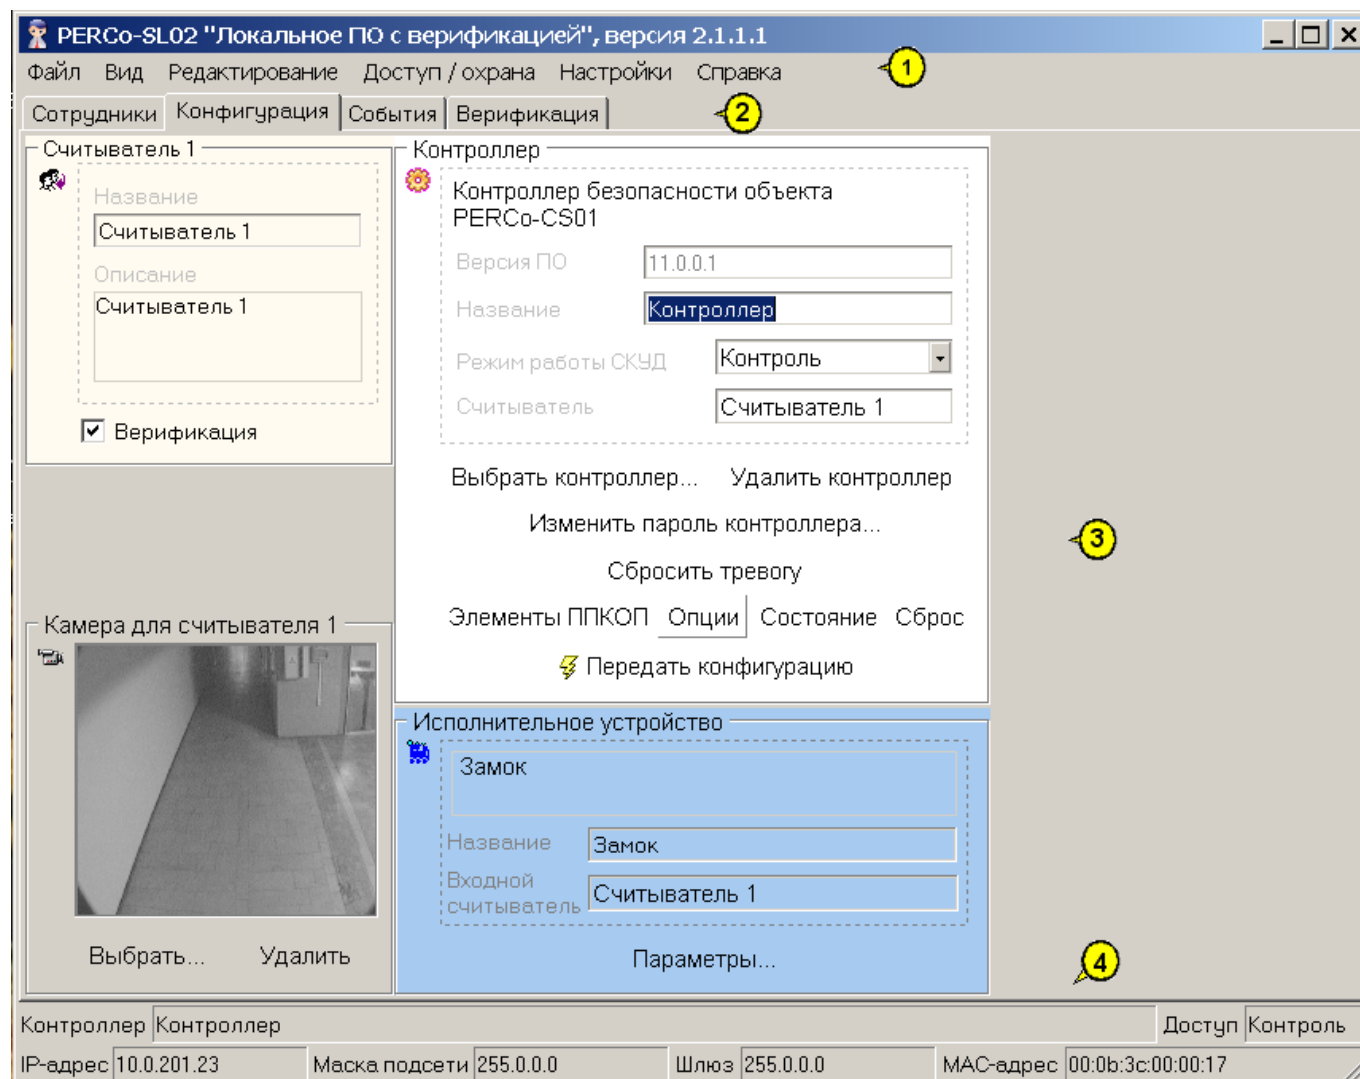 PERCo-SL02 "Локальное ПО с верификацией", версия 2.1.1.1
Файл Вид Редактирование Доступ / охрана Настройки Справка
1
Сотрудники Конфигурация События Верификация
2
Считыватель 1
Название
Считыватель 1
Описание
Считыватель 1
Верификация
Контроллер
Контроллер безопасности объекта
PERCo-CS01
Версия ПО 11.0.0.1
Название Контроллер
Режим работы СКУД Контроль
Считыватель Считыватель 1
Выбрать контроллер... Удалить контроллер
Изменить пароль контроллера...
3
Сбросить тревогу
Элементы ППКОП Опции Состояние Сброс
Передать конфигурацию
Камера для считывателя 1
Выбрать... Удалить
Исполнительное устройство
Замок
Название Замок
Входной
считыватель Считыватель 1
Параметры...
4
Контроллер Контроллер Доступ Контроль
IP-адрес 10.0.201.23 Маска подсети 255.0.0.0 Шлюз 255.0.0.0 MAC-адрес 00:0b:3c:00:00:17